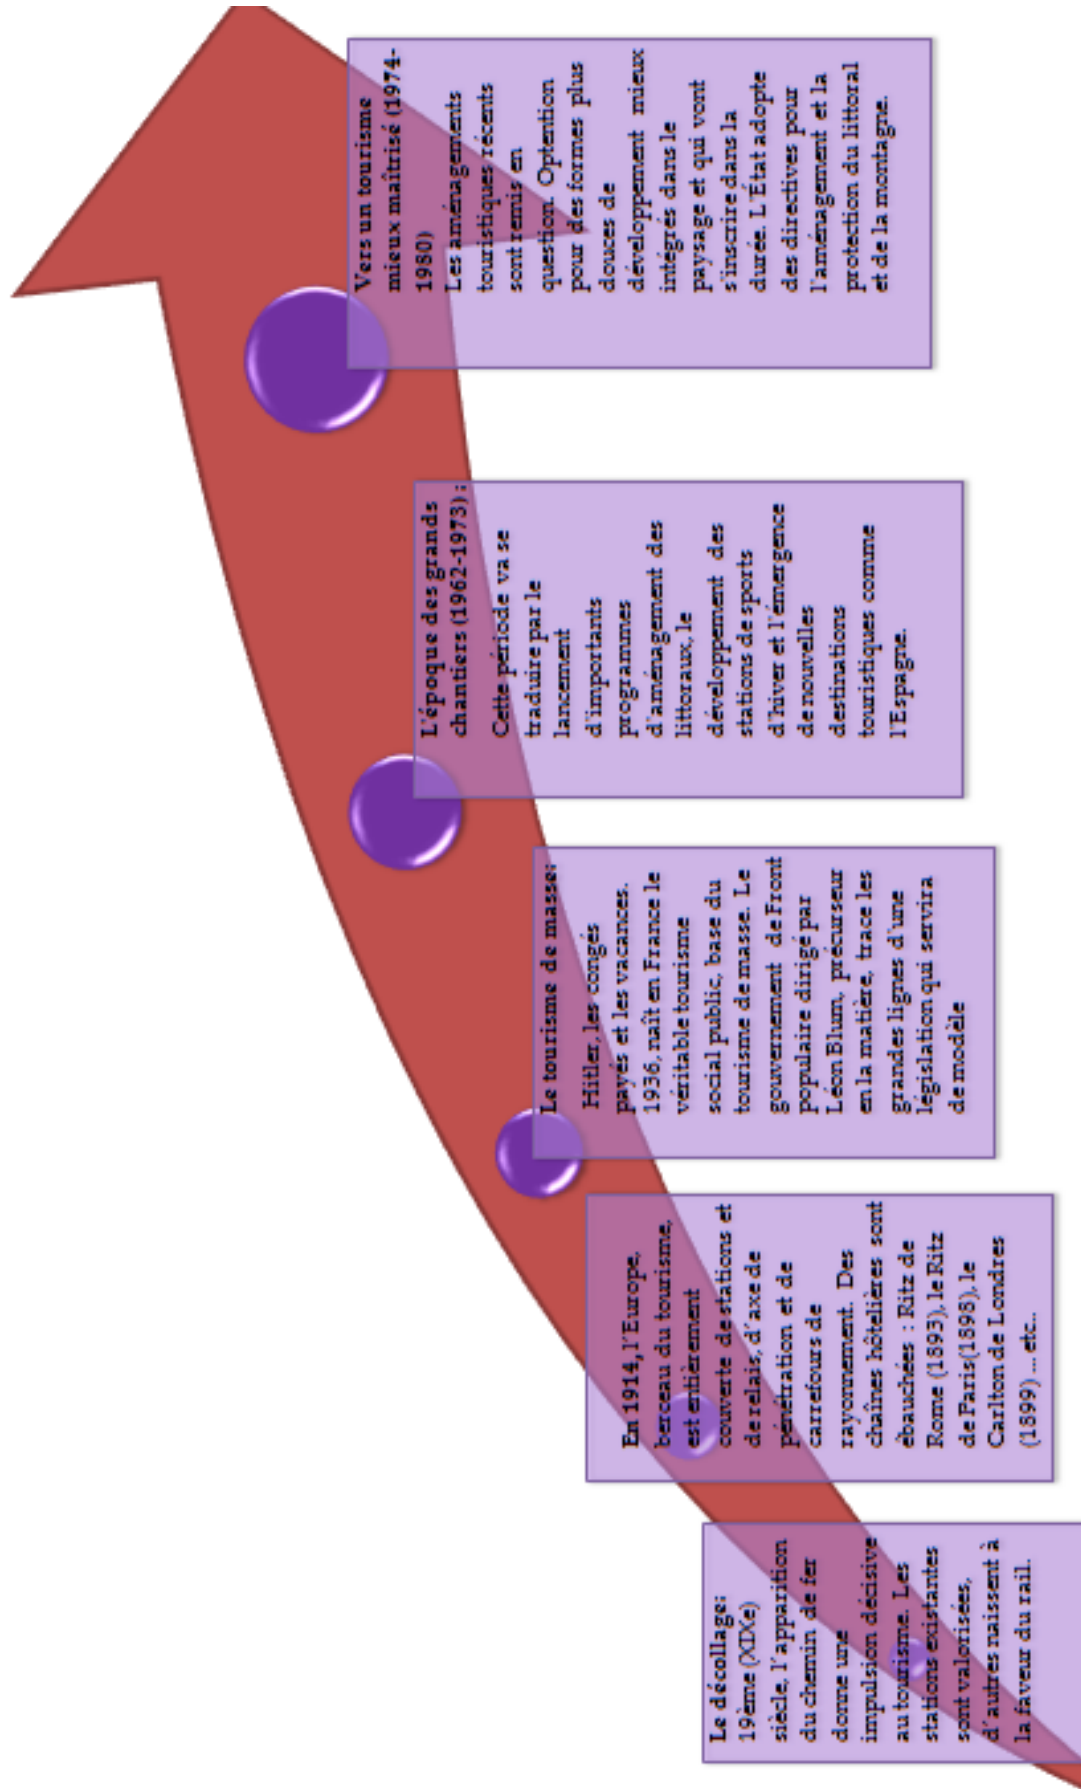 Le décollage:
19ème (XIXe)
siècle, l'apparition
du chemin de fer
donne une
impulsion décisive
au tourisme. Les
stations existantes
sont valorisées,
d'autres naissent à
la faveur du rail.
En 1914, l'Europe,
berceau du tourisme,
est entièrement
couverte de stations et
de relais, d'axe de
pénétration et de
carrefours de
rayonnement. Des
chaînes hôtelières sont
ébauchées : Ritz de
Rome (1893), le Ritz
de Paris(1898), le
Carlton de Londres
(1899) ... etc..
Le tourisme de masse:
Hitler, les congés
payés et les vacances.
1936, naît en France le
véritable tourisme
social public, base du
tourisme de masse. Le
gouvernement de Front
populaire dirigé par
Léon Blum, précurseur
en la matière, trace les
grandes lignes d'une
législation qui servira
de modèle
L'époque des grands
chantiers (1962-1973) :
Cette période va se
traduire par le
lancement
d'importants
programmes
d'aménagement des
littoraux, le
développement des
stations de sports
d'hiver et l'émergence
de nouvelles
destinations
touristiques comme
l'Espagne.
Vers un tourisme
mieux maîtrisé (1974-
1980)
Les aménagements
touristiques récents
sont remis en
question. Optention
pour des formes plus
douces de
développement mieux
intégrés dans le
paysage et qui vont
s'inscrire dans la
durée. L'État adopte
des directives pour
l'aménagement et la
protection du littoral
et de la montagne.